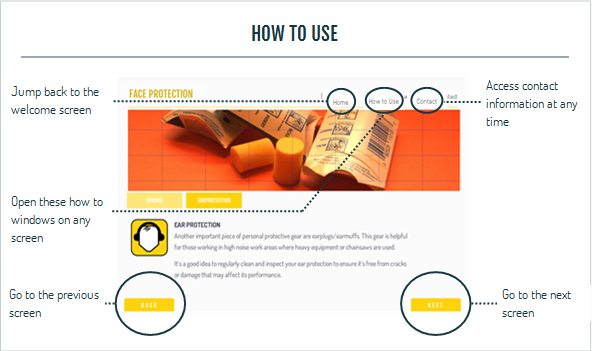 HOW TO USE
Jump back to the
welcome screen
FACE PROTECTION
Home
How to Use
Contact
Exit
Access contact
information at any
time
Open these how to
windows on any
screen
EARPROTECTION
EAR PROTECTION
Another important piece of personal protective gear are earplugs/earmuffs. This gear is helpful
for those working in high noise work areas where heavy equipment or chainsaws are used.
It's a good idea to regularly clean and inspect your ear protection to ensure it's free from cracks
or damage that may affect its performance.
Go to the previous
screen
BACK
NEXT
Go to the next
screen